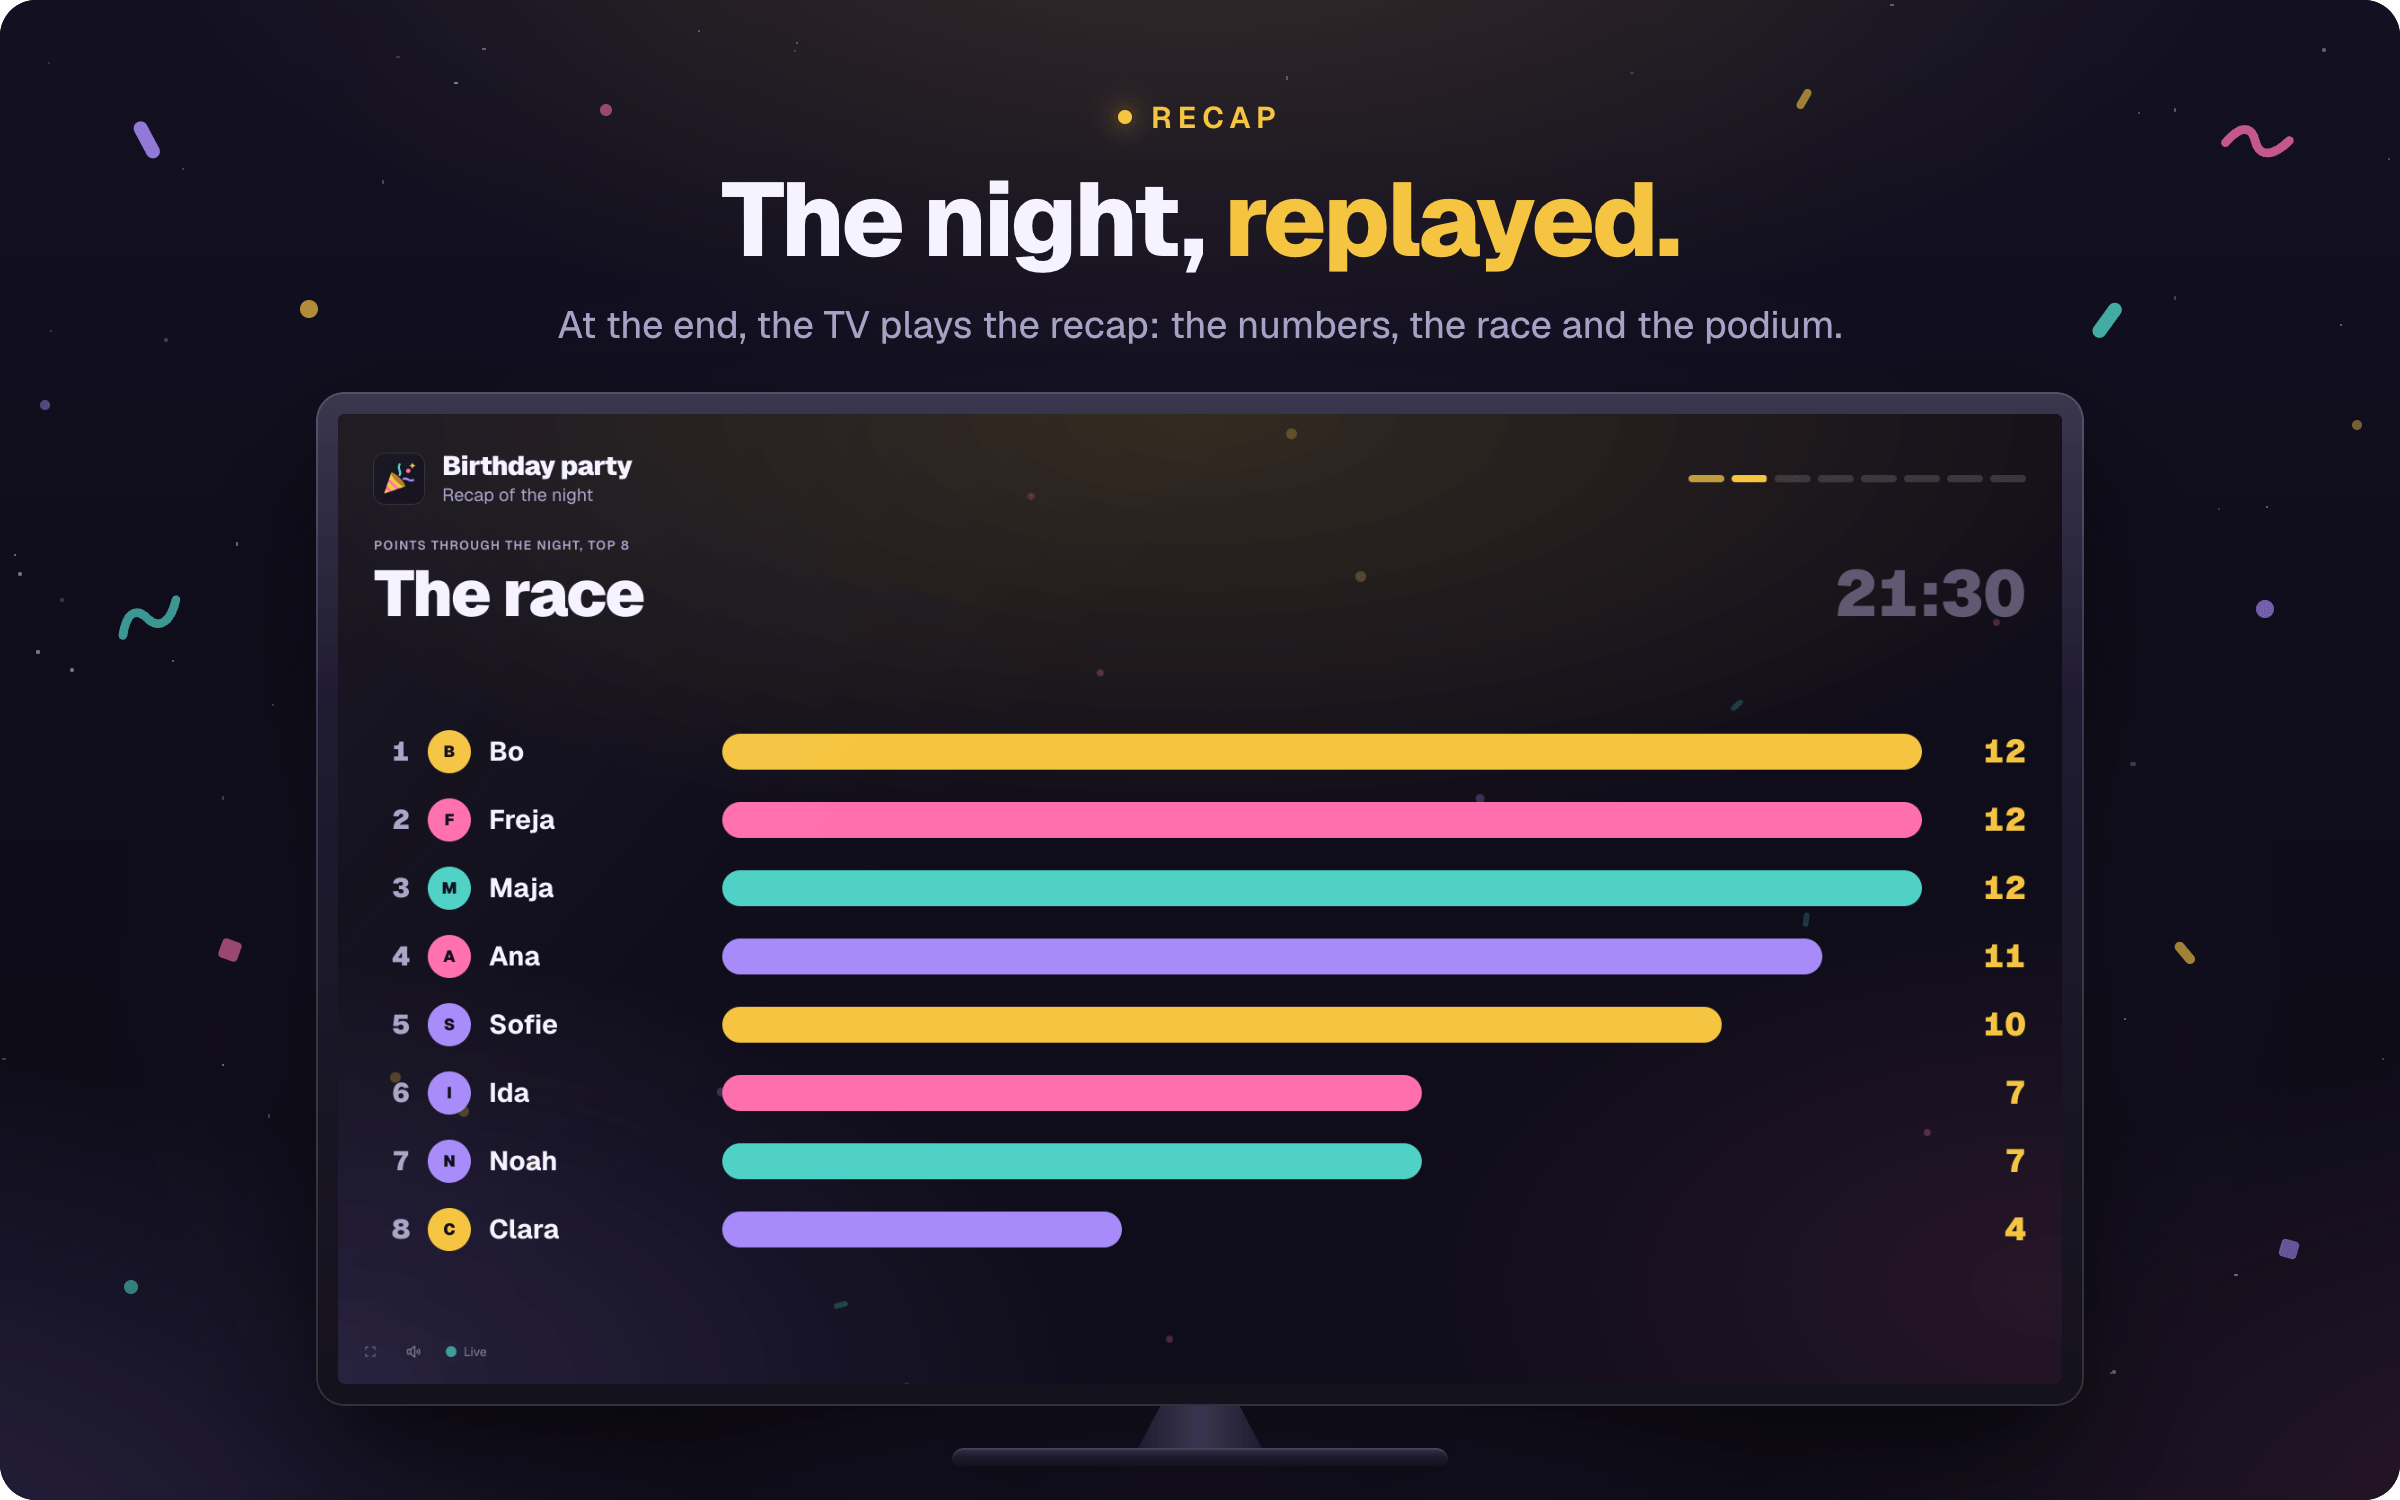 RECAP
The night, replayed.
At the end, the TV plays the recap: the numbers, the race and the podium.
Birthday party
Recap of the night
POINTS THROUGH THE NIGHT, TOP 8
The race
21:30
1 B Bo 12
2 F Freja 12
3 M Maja 12
4 A Ana 11
5 S Sofie 10
6 I Ida 7
7 N Noah 7
8 C Clara 4
Live